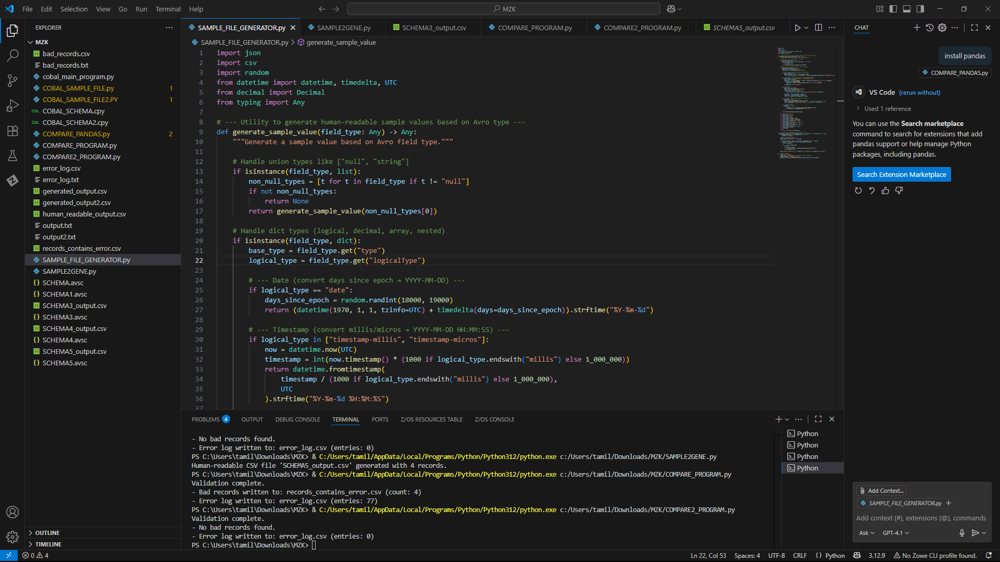 File Edit Selection View Go Run Terminal Help
MZK
EXPLORER
MZK
bad_records.csv
bad_records.txt
cobal_main_program.py
COBAL_SAMPLE_FILE.py 1
COBAL_SAMPLE_FILE2.PY 1
CBL COBAL_SCHEMA.cpy
CBL COBAL_SCHEMA2.cpy
COMPARE_PANDAS.py 2
COMPARE_PROGRAM.py
COMPARE2_PROGRAM.py
error_log.csv
error_log.txt
generated_output.csv
generated_output2.csv
human_readable_output.csv
output.txt
output2.txt
records_contains_error.csv
SAMPLE_FILE_GENERATOR.py
SAMPLE2GENE.py
{} SCHEMA.avsc
{} SCHEMA1.avsc
SCHEMA3_output.csv
{} SCHEMA3.avsc
SCHEMA4_output.csv
{} SCHEMA4.avsc
SCHEMA5_output.csv
{} SCHEMA5.avsc
OUTLINE
TIMELINE
SAMPLE_FILE_GENERATOR.py SAMPLE2GENE.py SCHEMA3_output.csv COMPARE_PROGRAM.py COMPARE2_PROGRAM.py SCHEMA5_output.csv
SAMPLE_FILE_GENERATOR.py > generate_sample_value
1 import json
2 import csv
3 import random
4 from datetime import datetime, timedelta, UTC
5 from decimal import Decimal
6 from typing import Any
7
8 # --- Utility to generate human-readable sample values based on Avro type ---
9 def generate_sample_value(field_type: Any) -> Any:
10 """Generate a sample value based on Avro field type."""
11
12 # Handle union types like ["null", "string"]
13 if isinstance(field_type, list):
14 non_null_types = [t for t in field_type if t != "null"]
15 if not non_null_types:
16 return None
17 return generate_sample_value(non_null_types[0])
18
19 # Handle dict types (logical, decimal, array, nested)
20 if isinstance(field_type, dict):
21 base_type = field_type.get("type")
22 logical_type = field_type.get("logicalType")
23
24 # --- Date (convert days since epoch → YYYY-MM-DD) ---
25 if logical_type == "date":
26 days_since_epoch = random.randint(18000, 19000)
27 return (datetime(1970, 1, 1, tzinfo=UTC) + timedelta(days=days_since_epoch)).strftime("%Y-%m-%d")
28
29 # --- Timestamp (convert millis/micros → YYYY-MM-DD HH:MM:SS) ---
30 if logical_type in ["timestamp-millis", "timestamp-micros"]:
31 now = datetime.now(UTC)
32 timestamp = int(now.timestamp() * (1000 if logical_type.endswith("millis") else 1_000_000))
33 return datetime.fromtimestamp(
34 timestamp / (1000 if logical_type.endswith("millis") else 1_000_000),
35 UTC
36 ).strftime("%Y-%m-%d %H:%M:%S")
37
PROBLEMS 4 OUTPUT DEBUG CONSOLE TERMINAL PORTS Z/OS RESOURCES TABLE Z/OS CONSOLE
- No bad records found.
- Error log written to: error_log.csv (entries: 0)
PS C:\Users\tamil\Downloads\MZK> & C:/Users/tamil/AppData/Local/Programs/Python/Python312/python.exe c:/Users/tamil/Downloads/MZK/SAMPLE2GENE.py
Human-readable CSV file 'SCHEMA5_output.csv' generated with 4 records.
PS C:\Users\tamil\Downloads\MZK> & C:/Users/tamil/AppData/Local/Programs/Python/Python312/python.exe c:/Users/tamil/Downloads/MZK/COMPARE_PROGRAM.py
Validation complete.
- Bad records written to: records_contains_error.csv (count: 4)
- Error log written to: error_log.csv (entries: 77)
PS C:\Users\tamil\Downloads\MZK> & C:/Users/tamil/AppData/Local/Programs/Python/Python312/python.exe c:/Users/tamil/Downloads/MZK/COMPARE2_PROGRAM.py
Validation complete.
- No bad records found.
- Error log written to: error_log.csv (entries: 0)
PS C:\Users\tamil\Downloads\MZK>
Python
Python
Python
Python
CHAT
install pandas
COMPARE_PANDAS.py
VS Code (rerun without)
Used 1 reference
You can use the Search marketplace
command to search for extensions that add
pandas support or help manage Python
packages, including pandas.
Search Extension Marketplace
Add Context...
SAMPLE_FILE_GENERATOR.py
Add context (#), extensions (@), commands
Ask GPT-4.1
0 4
Ln 22, Col 53 Spaces: 4 UTF-8 CRLF {} Python 3.12.9 No Zowe CLI profile found.